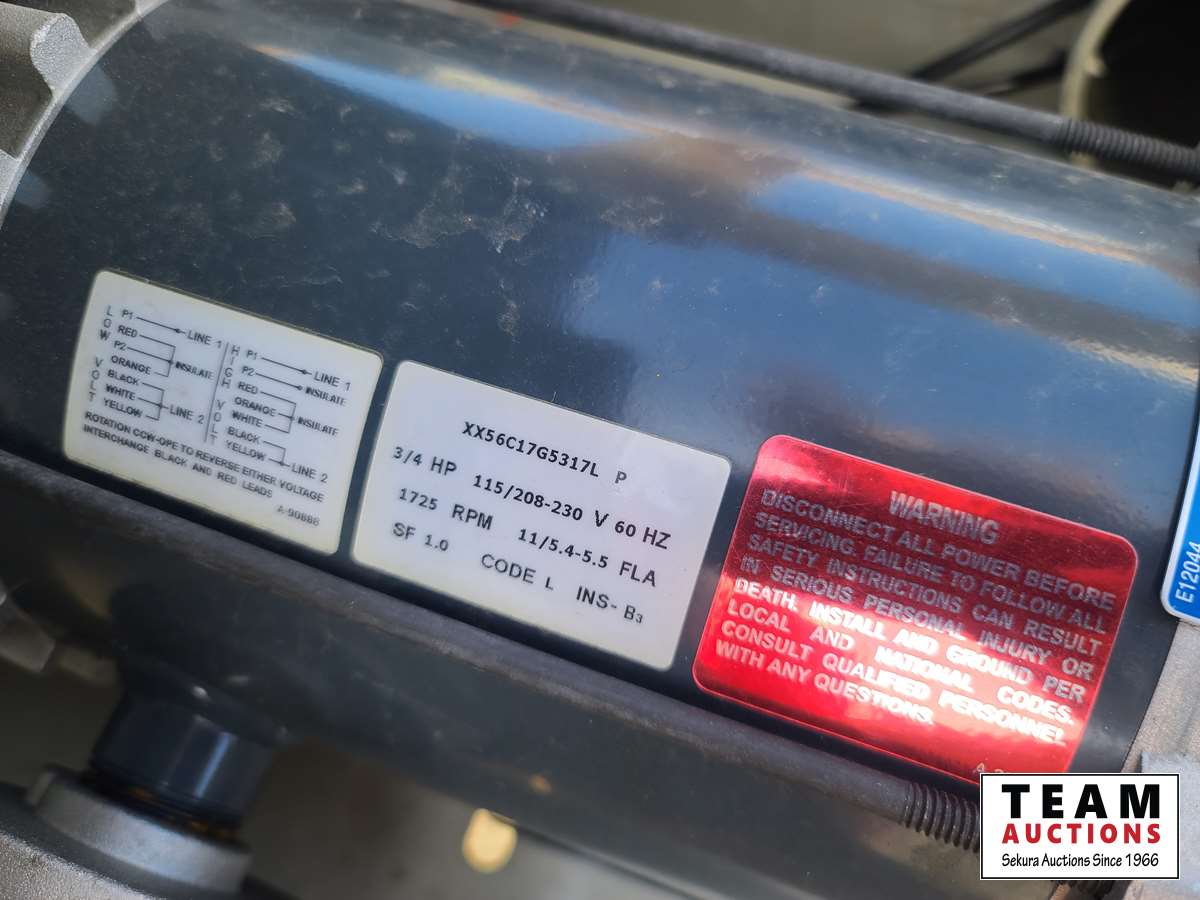 LOW VOLT
P1 LINE 1
RED
P2 INSULATE
ORANGE
BLACK
WHITE LINE 2
YELLOW
HIGH VOLT
P1 LINE 1
P2 INSULATE
RED
ORANGE INSULATE
WHITE
BLACK
YELLOW LINE 2
ROTATION CCW-OPE TO REVERSE EITHER VOLTAGE
INTERCHANGE BLACK AND RED LEADS
XX56C17G5317L P
3/4 HP 115/208-230 V 60 HZ
1725 RPM 11/5.4-5.5 FLA
SF 1.0 CODE L INS- B3
WARNING
DISCONNECT ALL POWER BEFORE
SERVICING. FAILURE TO FOLLOW ALL
SAFETY INSTRUCTIONS CAN RESULT
IN SERIOUS PERSONAL INJURY OR
DEATH. INSTALL AND GROUND PER
LOCAL AND NATIONAL CODES.
CONSULT QUALIFIED PERSONNEL
WITH ANY QUESTIONS.
E12044
TEAM
AUCTIONS
Sekura Auctions Since 1966